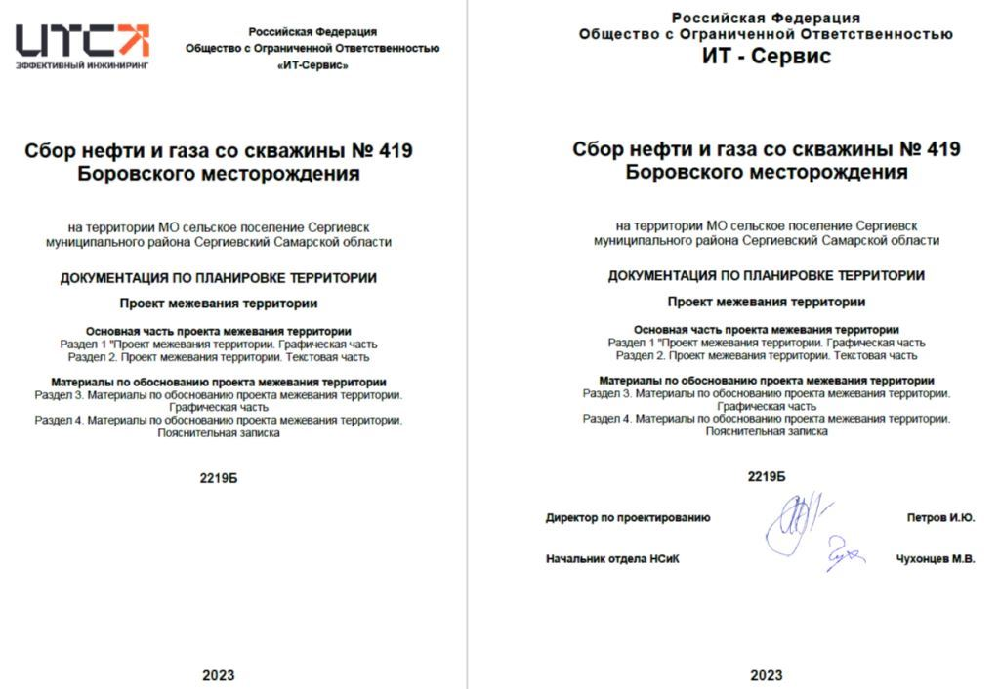 ИТСК
ЭФФЕКТИВНЫЙ ИНЖИНИРИНГ
Российская Федерация
Общество с Ограниченной Ответственностью
«ИТ-Сервис»
Сбор нефти и газа со скважины № 419
Боровского месторождения
на территории МО сельское поселение Сергиевск
муниципального района Сергиевский Самарской области
ДОКУМЕНТАЦИЯ ПО ПЛАНИРОВКЕ ТЕРРИТОРИИ
Проект межевания территории
Основная часть проекта межевания территории
Раздел 1 "Проект межевания территории. Графическая часть
Раздел 2. Проект межевания территории. Текстовая часть
Материалы по обоснованию проекта межевания территории
Раздел 3. Материалы по обоснованию проекта межевания территории.
Графическая часть
Раздел 4. Материалы по обоснованию проекта межевания территории.
Пояснительная записка
2219Б
2023
Российская Федерация
Общество с Ограниченной Ответственностью
ИТ - Сервис
Сбор нефти и газа со скважины № 419
Боровского месторождения
на территории МО сельское поселение Сергиевск
муниципального района Сергиевский Самарской области
ДОКУМЕНТАЦИЯ ПО ПЛАНИРОВКЕ ТЕРРИТОРИИ
Проект межевания территории
Основная часть проекта межевания территории
Раздел 1 "Проект межевания территории. Графическая часть
Раздел 2. Проект межевания территории. Текстовая часть
Материалы по обоснованию проекта межевания территории
Раздел 3. Материалы по обоснованию проекта межевания территории.
Графическая часть
Раздел 4. Материалы по обоснованию проекта межевания территории.
Пояснительная записка
2219Б
Директор по проектированию Петров И.Ю.
Начальник отдела НСиК Чухонцев М.В.
2023